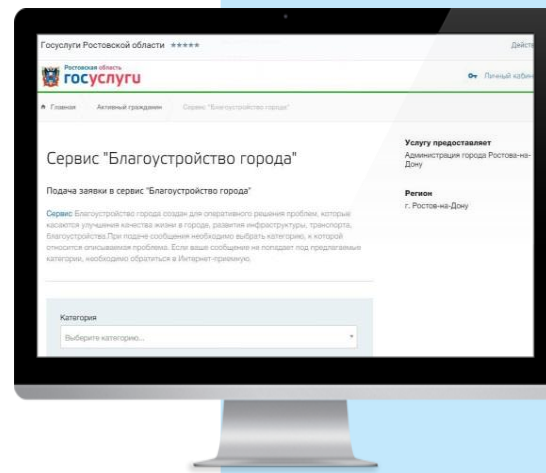 Госуслуги Ростовской области *****
Ростовская область
госуслуги
Личный кабин
Главная Активный гражданин Сервис "Благоустройство города"
Сервис "Благоустройство города"
Подача заявки в сервис "Благоустройство города"
Сервис Благоустройство города создан для оперативного решения проблем, которые
касаются улучшения качества жизни в городе, развития инфраструктуры, транспорта,
благоустройства.При подаче сообщения необходимо выбрать категорию, к которой
относится описываемая проблема. Если ваше сообщение не попадает под предлагаемые
категории, необходимо обратиться в Интернет-приемную.
Категория
Выберите категорию...
Услугу предоставляет
Администрация города Ростова-на-
Дону
Регион
г. Ростов-на-Дону